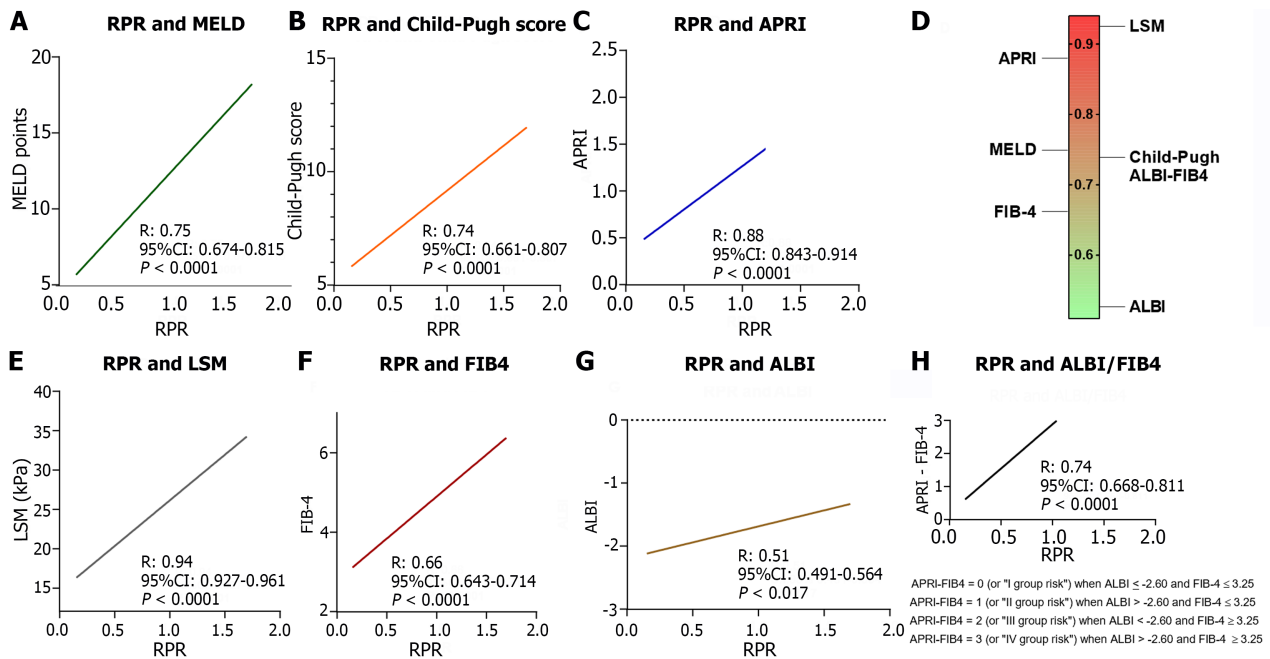 A
RPR and MELD
20
15
10
5
MELD points
R: 0.75
95%CI: 0.674-0.815
P < 0.0001
0.0 0.5 1.0 1.5 2.0
RPR
B
RPR and Child-Pugh score
15
10
5
Child-Pugh score
R: 0.74
95%CI: 0.661-0.807
P < 0.0001
0.0 0.5 1.0 1.5 2.0
RPR
C
RPR and APRI
2.5
2.0
1.5
1.0
0.5
0.0
APRI
R: 0.88
95%CI: 0.843-0.914
P < 0.0001
0.0 0.5 1.0 1.5 2.0
RPR
D
LSM
0.9
APRI
0.8
MELD
Child-Pugh
ALBI-FIB4
0.7
FIB-4
0.6
ALBI
E
RPR and LSM
40
35
30
25
20
15
LSM (kPa)
R: 0.94
95%CI: 0.927-0.961
P < 0.0001
0.0 0.5 1.0 1.5 2.0
RPR
F
RPR and FIB4
6
4
2
FIB-4
R: 0.66
95%CI: 0.643-0.714
P < 0.0001
0.0 0.5 1.0 1.5 2.0
RPR
G
RPR and ALBI
0
-1
-2
-3
ALBI
R: 0.51
95%CI: 0.491-0.564
P < 0.017
0.0 0.5 1.0 1.5 2.0
RPR
H
RPR and ALBI/FIB4
3
2
1
0
APRI - FIB-4
R: 0.74
95%CI: 0.668-0.811
P < 0.0001
0.0 0.5 1.0 1.5 2.0
RPR
APRI-FIB4 = 0 (or "I group risk") when ALBI ≤ -2.60 and FIB-4 ≤ 3.25
APRI-FIB4 = 1 (or "II group risk") when ALBI > -2.60 and FIB-4 ≤ 3.25
APRI-FIB4 = 2 (or "III group risk") when ALBI < -2.60 and FIB-4 ≥ 3.25
APRI-FIB4 = 3 (or "IV group risk") when ALBI > -2.60 and FIB-4 ≥ 3.25